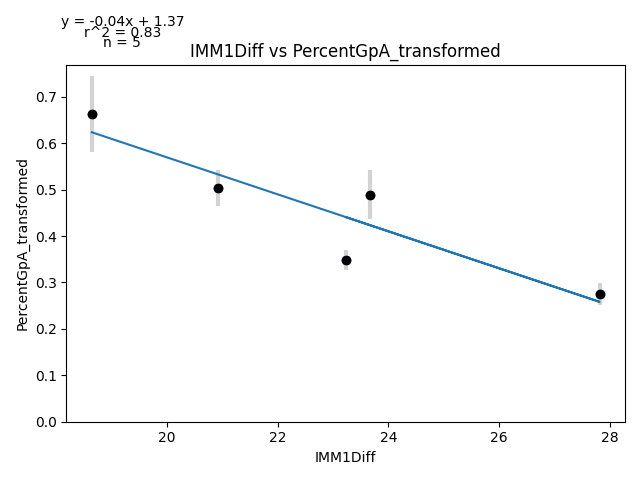 y = -0.04x + 1.37
r^2 = 0.83
n = 5
IMM1Diff vs PercentGpA_transformed
PercentGpA_transformed
0.7
0.6
0.5
0.4
0.3
0.2
0.1
0.0
20 22 24 26 28
IMM1Diff